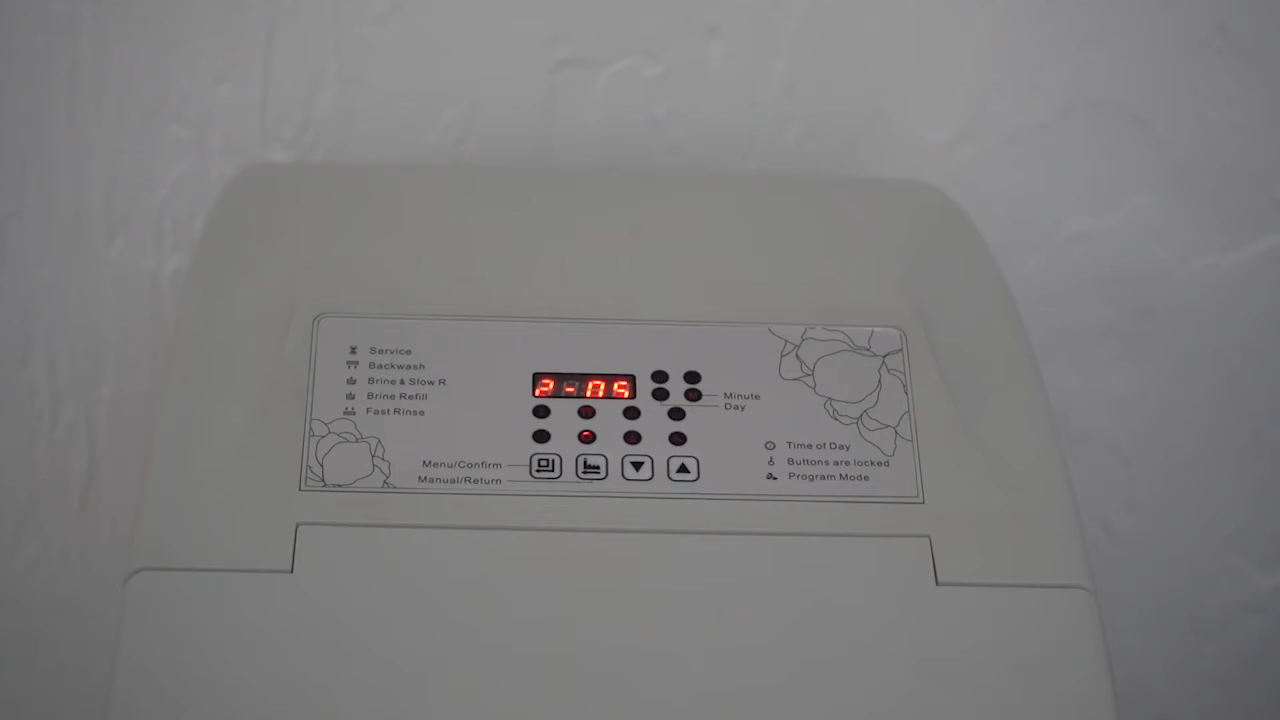 Service
Backwash
Brine & Slow R
Brine Refill
Fast Rinse
2-05
Minute
Day
Menu/Confirm
Manual/Return
Time of Day
Buttons are locked
Program Mode